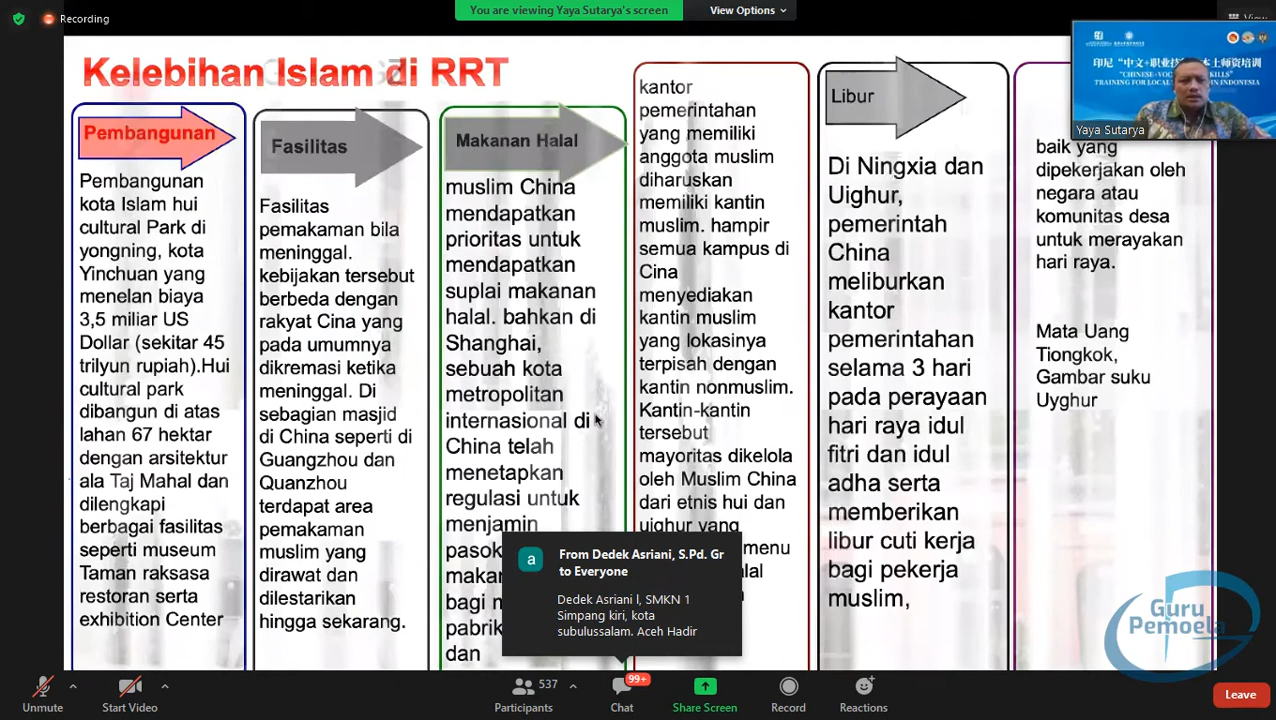 Recording
You are viewing Yaya Sutarya's screen
View Options
View
Kelebihan Islam di RRT
Pembangunan
Pembangunan
kota Islam hui
cultural Park di
yongning, kota
Yinchuan yang
menelan biaya
3,5 miliar US
Dollar (sekitar 45
trilyun rupiah).Hui
cultural park
dibangun di atas
lahan 67 hektar
dengan arsitektur
ala Taj Mahal dan
dilengkapi
berbagai fasilitas
seperti museum
Taman raksasa
restoran serta
exhibition Center
Fasilitas
Fasilitas
pemakaman bila
meninggal.
kebijakan tersebut
berbeda dengan
rakyat Cina yang
pada umumnya
dikremasi ketika
meninggal. Di
sebagian masjid
di China seperti di
Guangzhou dan
Quanzhou
terdapat area
pemakaman
muslim yang
dirawat dan
dilestarikan
hingga sekarang.
Makanan Halal
muslim China
mendapatkan
prioritas untuk
mendapatkan
suplai makanan
halal. bahkan di
Shanghai,
sebuah kota
metropolitan
internasional di
China telah
menetapkan
regulasi untuk
menjamin
dan
kantor
pemerintahan
yang memiliki
anggota muslim
diharuskan
memiliki kantin
muslim. hampir
semua kampus di
Cina
menyediakan
kantin muslim
yang lokasinya
terpisah dengan
kantin nonmuslim.
Kantin-kantin
tersebut
mayoritas dikelola
oleh Muslim China
dari etnis hui dan
uighur yang
menu
Libur
Di Ningxia dan
Uighur,
pemerintah
China
meliburkan
kantor
pemerintahan
selama 3 hari
pada perayaan
hari raya idul
fitri dan idul
adha serta
memberikan
libur cuti kerja
bagi pekerja
muslim,
baik yang
dipekerjakan oleh
negara atau
komunitas desa
untuk merayakan
hari raya.
Mata Uang
Tiongkok,
Gambar suku
Uyghur
Yaya Sutarya
a
From Dedek Asriani, S.Pd. Gr
to Everyone
Dedek Asriani l, SMKN 1
Simpang kiri, kota
subulussalam. Aceh Hadir
Guru
Pemoela
Unmute
Start Video
537
Participants
99+
Chat
Share Screen
Record
Reactions
Leave